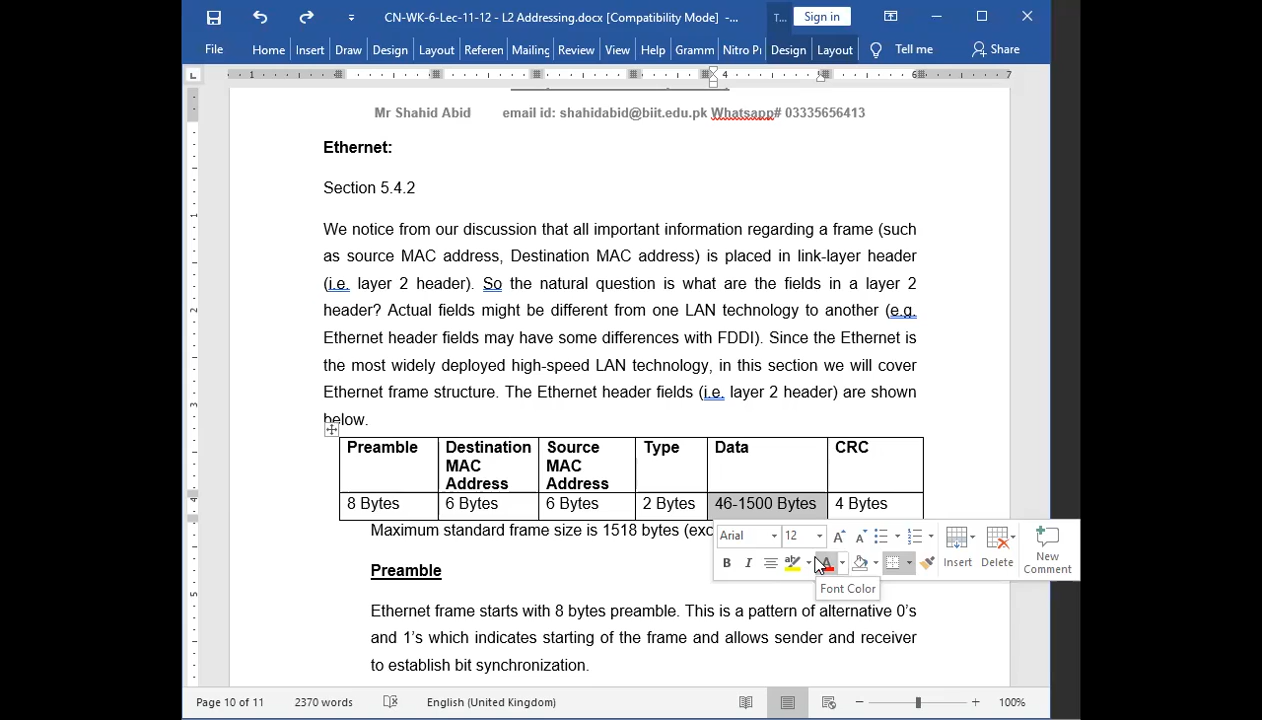 CN-WK-6-Lec-11-12 - L2 Addressing.docx [Compatibility Mode] -... T... Sign in
File Home Insert Draw Design Layout Referen Mailing Review View Help Gramm Nitro Pr Design Layout Tell me Share
1 1 2 3 4 5 6 7
Mr Shahid Abid email id: shahidabid@biit.edu.pk Whatsapp# 03335656413
Ethernet:
Section 5.4.2
We notice from our discussion that all important information regarding a frame (such
as source MAC address, Destination MAC address) is placed in link-layer header
(i.e. layer 2 header). So the natural question is what are the fields in a layer 2
header? Actual fields might be different from one LAN technology to another (e.g.
Ethernet header fields may have some differences with FDDI). Since the Ethernet is
the most widely deployed high-speed LAN technology, in this section we will cover
Ethernet frame structure. The Ethernet header fields (i.e. layer 2 header) are shown
below.
Preamble Destination MAC Address Source MAC Address Type Data CRC
8 Bytes 6 Bytes 6 Bytes 2 Bytes 46-1500 Bytes 4 Bytes
Maximum standard frame size is 1518 bytes (exc
Arial 12
Insert Delete New Comment
Font Color
Preamble
Ethernet frame starts with 8 bytes preamble. This is a pattern of alternative 0's
and 1's which indicates starting of the frame and allows sender and receiver
to establish bit synchronization.
Page 10 of 11 2370 words English (United Kingdom) 100%